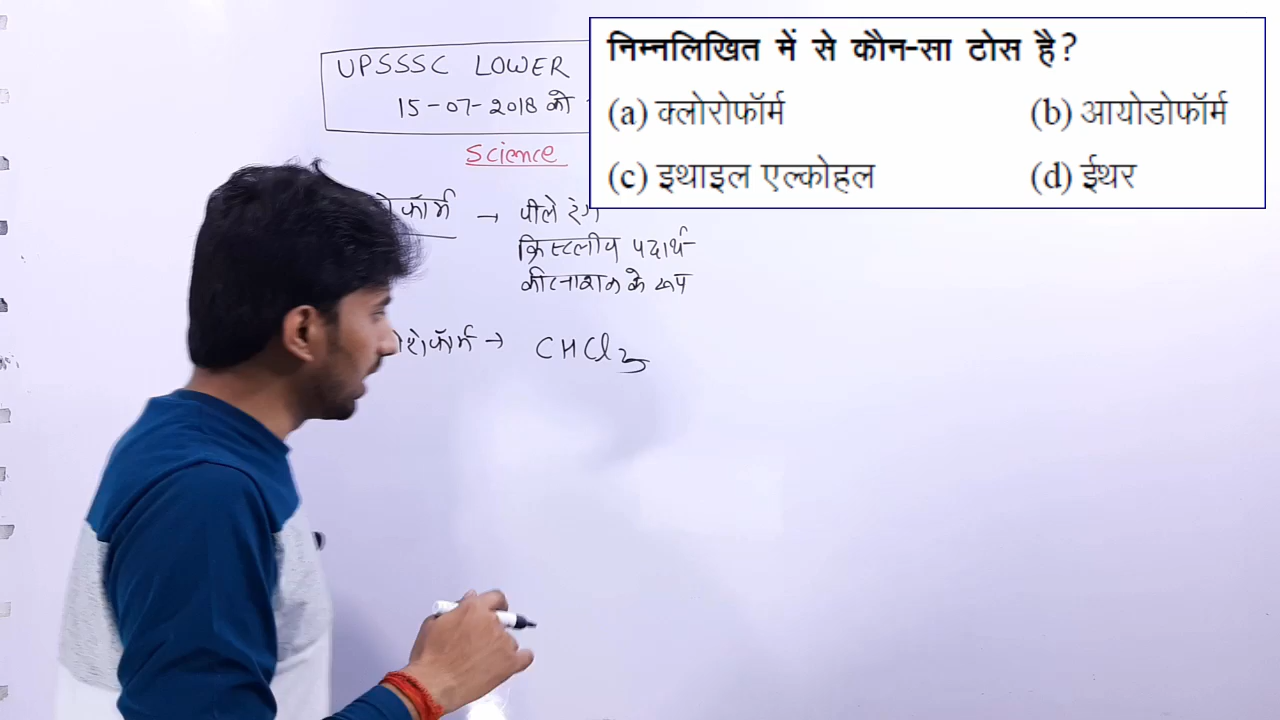 UPSSSC LOWER
15-07-2018 को
Science
निम्नलिखित में से कौन-सा ठोस है?
(a) क्लोरोफॉर्म (b) आयोडोफॉर्म
(c) इथाइल एल्कोहल (d) ईथर
→ पीले रंग
क्रिस्टलीय पदार्थ
कीटनाशक के रूप
→ CHCl3